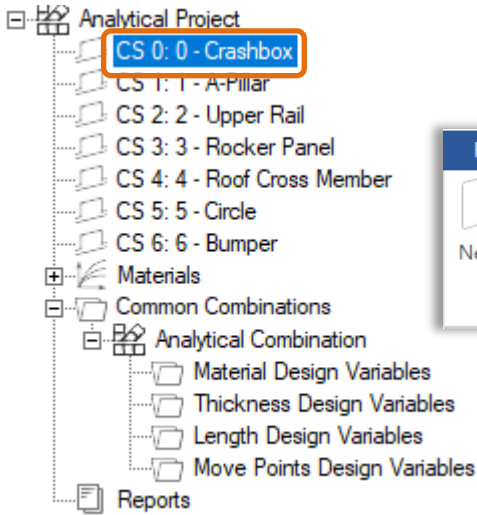 Analytical Project
CS 0: 0 - Crashbox
CS 1: 1 - A-Pillar
CS 2: 2 - Upper Rail
CS 3: 3 - Rocker Panel
CS 4: 4 - Roof Cross Member
CS 5: 5 - Circle
CS 6: 6 - Bumper
Materials
Common Combinations
Analytical Combination
Material Design Variables
Thickness Design Variables
Length Design Variables
Move Points Design Variables
Reports